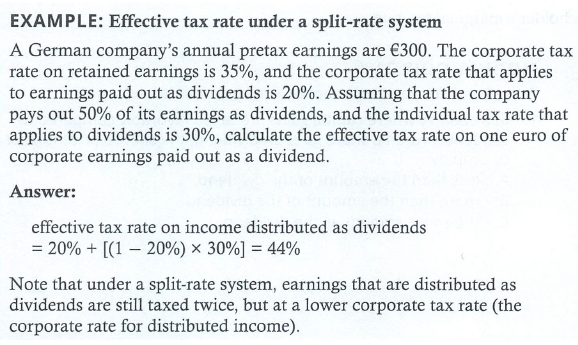 EXAMPLE: Effective tax rate under a split-rate system
A German company's annual pretax earnings are €300. The corporate tax
rate on retained earnings is 35%, and the corporate tax rate that applies
to earnings paid out as dividends is 20%. Assuming that the company
pays out 50% of its earnings as dividends, and the individual tax rate that
applies to dividends is 30%, calculate the effective tax rate on one euro of
corporate earnings paid out as a dividend.
Answer:
effective tax rate on income distributed as dividends
= 20% + [(1 − 20%) × 30%] = 44%
Note that under a split-rate system, earnings that are distributed as
dividends are still taxed twice, but at a lower corporate tax rate (the
corporate rate for distributed income).